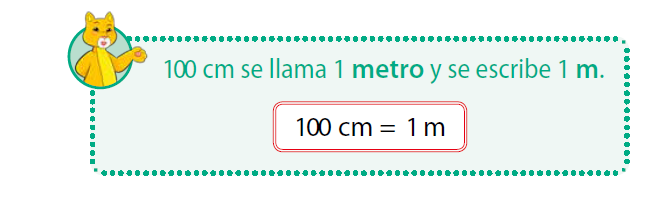 100 cm se llama 1 metro y se escribe 1 m.
100 cm = 1 m